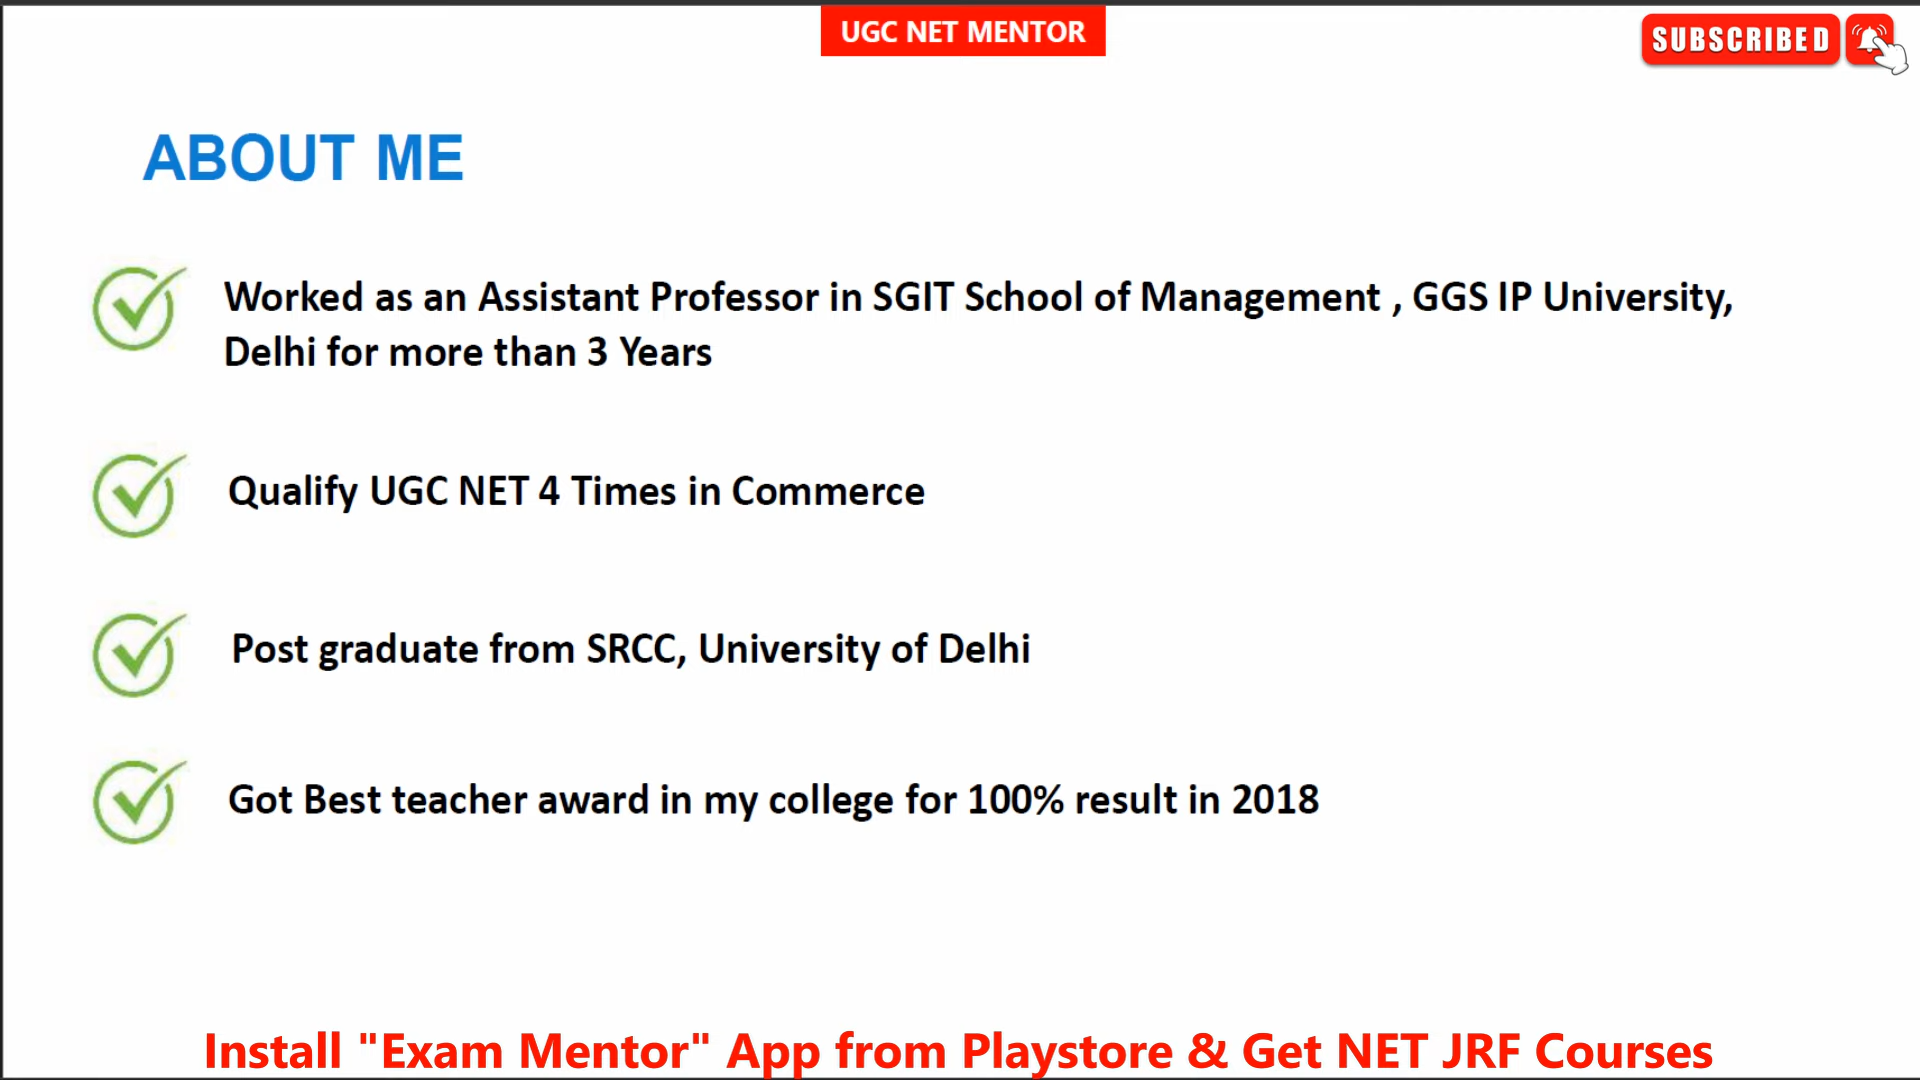 UGC NET MENTOR
SUBSCRIBED
ABOUT ME
Worked as an Assistant Professor in SGIT School of Management , GGS IP University,
Delhi for more than 3 Years
Qualify UGC NET 4 Times in Commerce
Post graduate from SRCC, University of Delhi
Got Best teacher award in my college for 100% result in 2018
Install "Exam Mentor" App from Playstore & Get NET JRF Courses